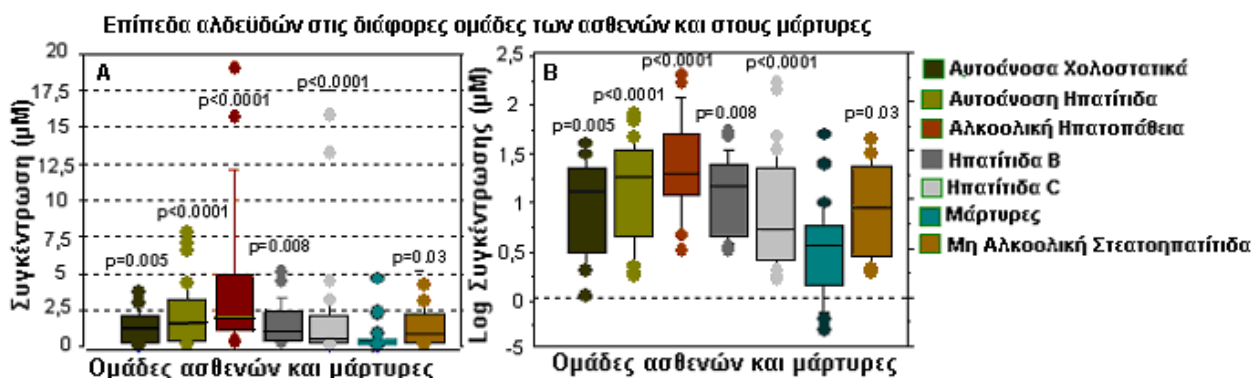 Επίπεδα αλδεϋδών στις διάφορες ομάδες των ασθενών και στους μάρτυρες
A
Συγκέντρωση (μΜ)
20
17,5
15
12,5
10
7,5
5
2,5
0
p=0.005
p<0.0001
p<0.0001
p=0.008
p<0.0001
p=0.03
Ομάδες ασθενών και μάρτυρες
B
Log Συγκέντρωσης (μΜ)
2,5
2
1,5
1
0,5
0
-5
p=0.005
p<0.0001
p<0.0001
p=0.008
p<0.0001
p=0.03
Ομάδες ασθενών και μάρτυρες
Αυτοάνοσα Χολοστατικά
Αυτοάνοση Ηπατίτιδα
Αλκοολική Ηπατοπάθεια
Ηπατίτιδα Β
Ηπατίτιδα C
Μάρτυρες
Μη Αλκοολική Στεατοηπατίτιδα